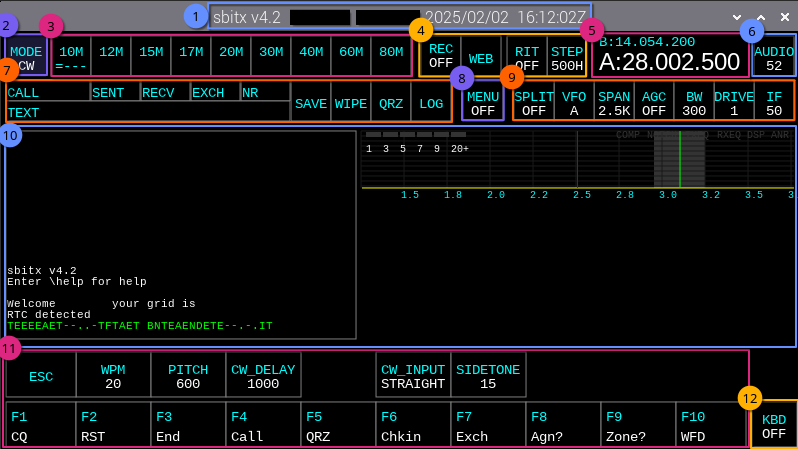 1 sbitx v4.2 2025/02/02 16:12:02Z
2 3 4 5 6
MODE CW
10M 12M 15M 17M 20M 30M 40M 60M 80M
=---
REC OFF WEB RIT OFF STEP 500H
B:14.054.200
A:28.002.500
AUDIO 52
7 8 9
CALL SENT RECV EXCH NR
TEXT
SAVE WIPE QRZ LOG
MENU OFF
SPLIT OFF VFO A SPAN 2.5K AGC OFF BW 300 DRIVE 1 IF 50
10
COMP N Q RXEQ DSP ANR
1 3 5 7 9 20+
1.5 1.8 2.0 2.2 2.5 2.8 3.0 3.2 3.5 3
sbitx v4.2
Enter \help for help
Welcome your grid is
RTC detected
TEEEEAET--..-TFTAET BNTEAENDETE--.-.IT
11
ESC WPM 20 PITCH 600 CW_DELAY 1000 CW_INPUT STRAIGHT SIDETONE 15
12
F1 CQ F2 RST F3 End F4 Call F5 QRZ F6 Chkin F7 Exch F8 Agn? F9 Zone? F10 WFD
KBD OFF